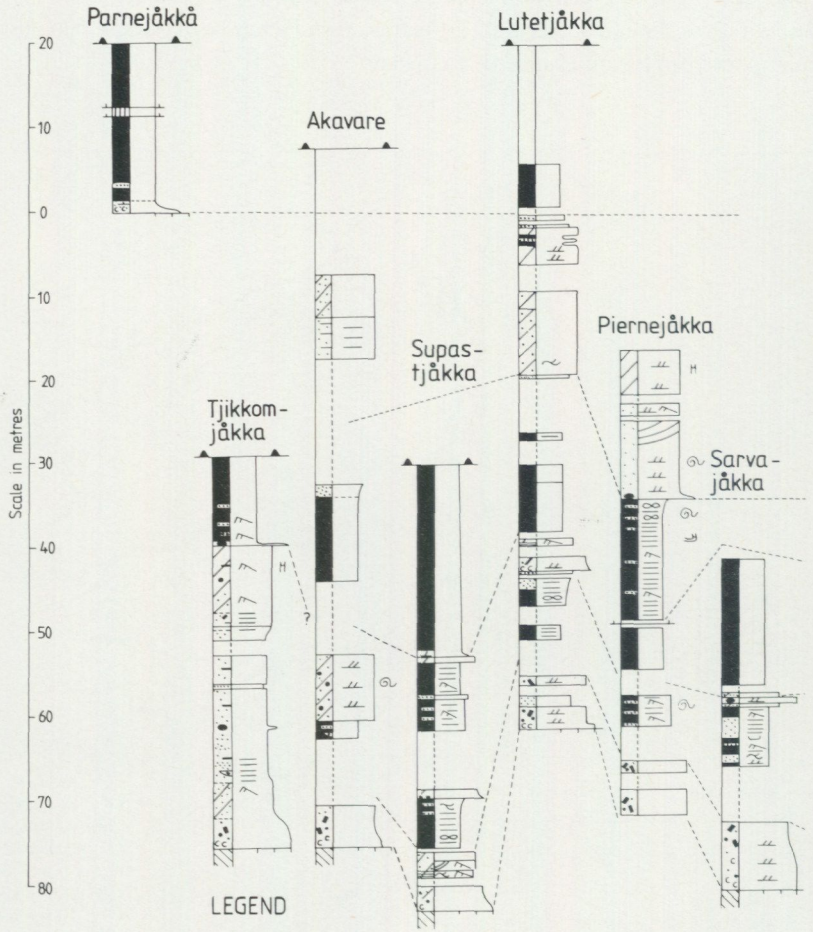 Parnejåkkå
Lutetjåkka
Akavare
Piernejåkka
Supas-
tjåkka
Tjikkom-
jåkka
Sarva-
jåkka
Scale in metres
20
10
0
10
20
30
40
50
60
70
80
H
H
?
LEGEND